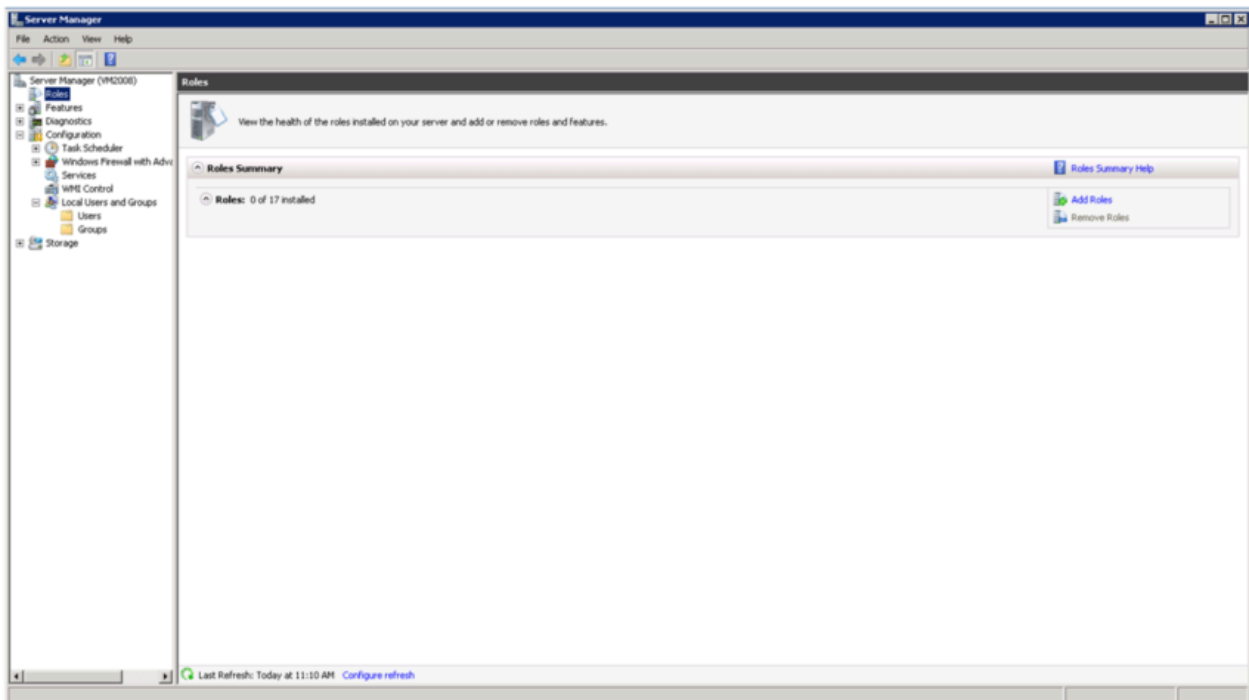 Server Manager
File Action View Help
Server Manager (VM2008)
Roles
Features
Diagnostics
Configuration
Task Scheduler
Windows Firewall with Adva
Services
WMI Control
Local Users and Groups
Users
Groups
Storage
Roles
View the health of the roles installed on your server and add or remove roles and features.
Roles Summary
Roles Summary Help
Roles: 0 of 17 installed
Add Roles
Remove Roles
Last Refresh: Today at 11:10 AM Configure refresh